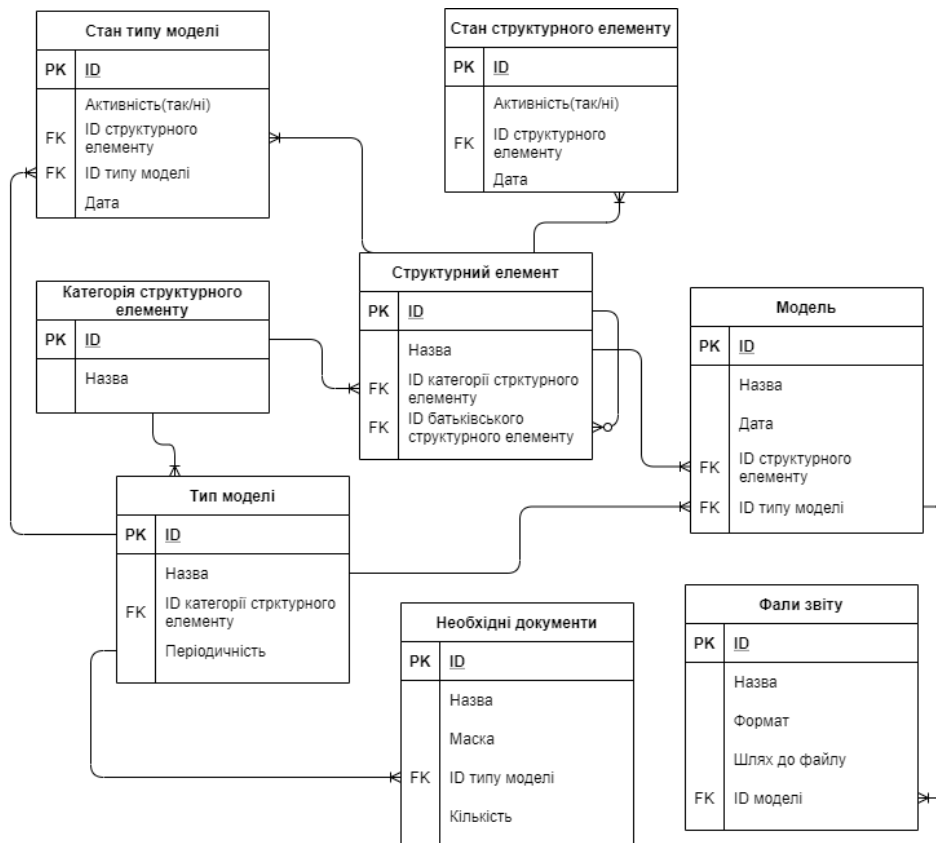 Стан типу моделі
PK ID
Активність(так/ні)
FK ID структурного
елементу
FK ID типу моделі
Дата
Стан структурного елементу
PK ID
Активність(так/ні)
FK ID структурного
елементу
Дата
Категорія структурного
елементу
PK ID
Назва
Структурний елемент
PK ID
Назва
FK ID категорії стрктурного
елементу
FK ID батьківського
структурного елементу
Модель
PK ID
Назва
Дата
FK ID структурного
елементу
FK ID типу моделі
Тип моделі
PK ID
Назва
FK ID категорії стрктурного
елементу
Періодичність
Необхідні документи
PK ID
Назва
Маска
FK ID типу моделі
Кількість
Фали звіту
PK ID
Назва
Формат
Шлях до файлу
FK ID моделі